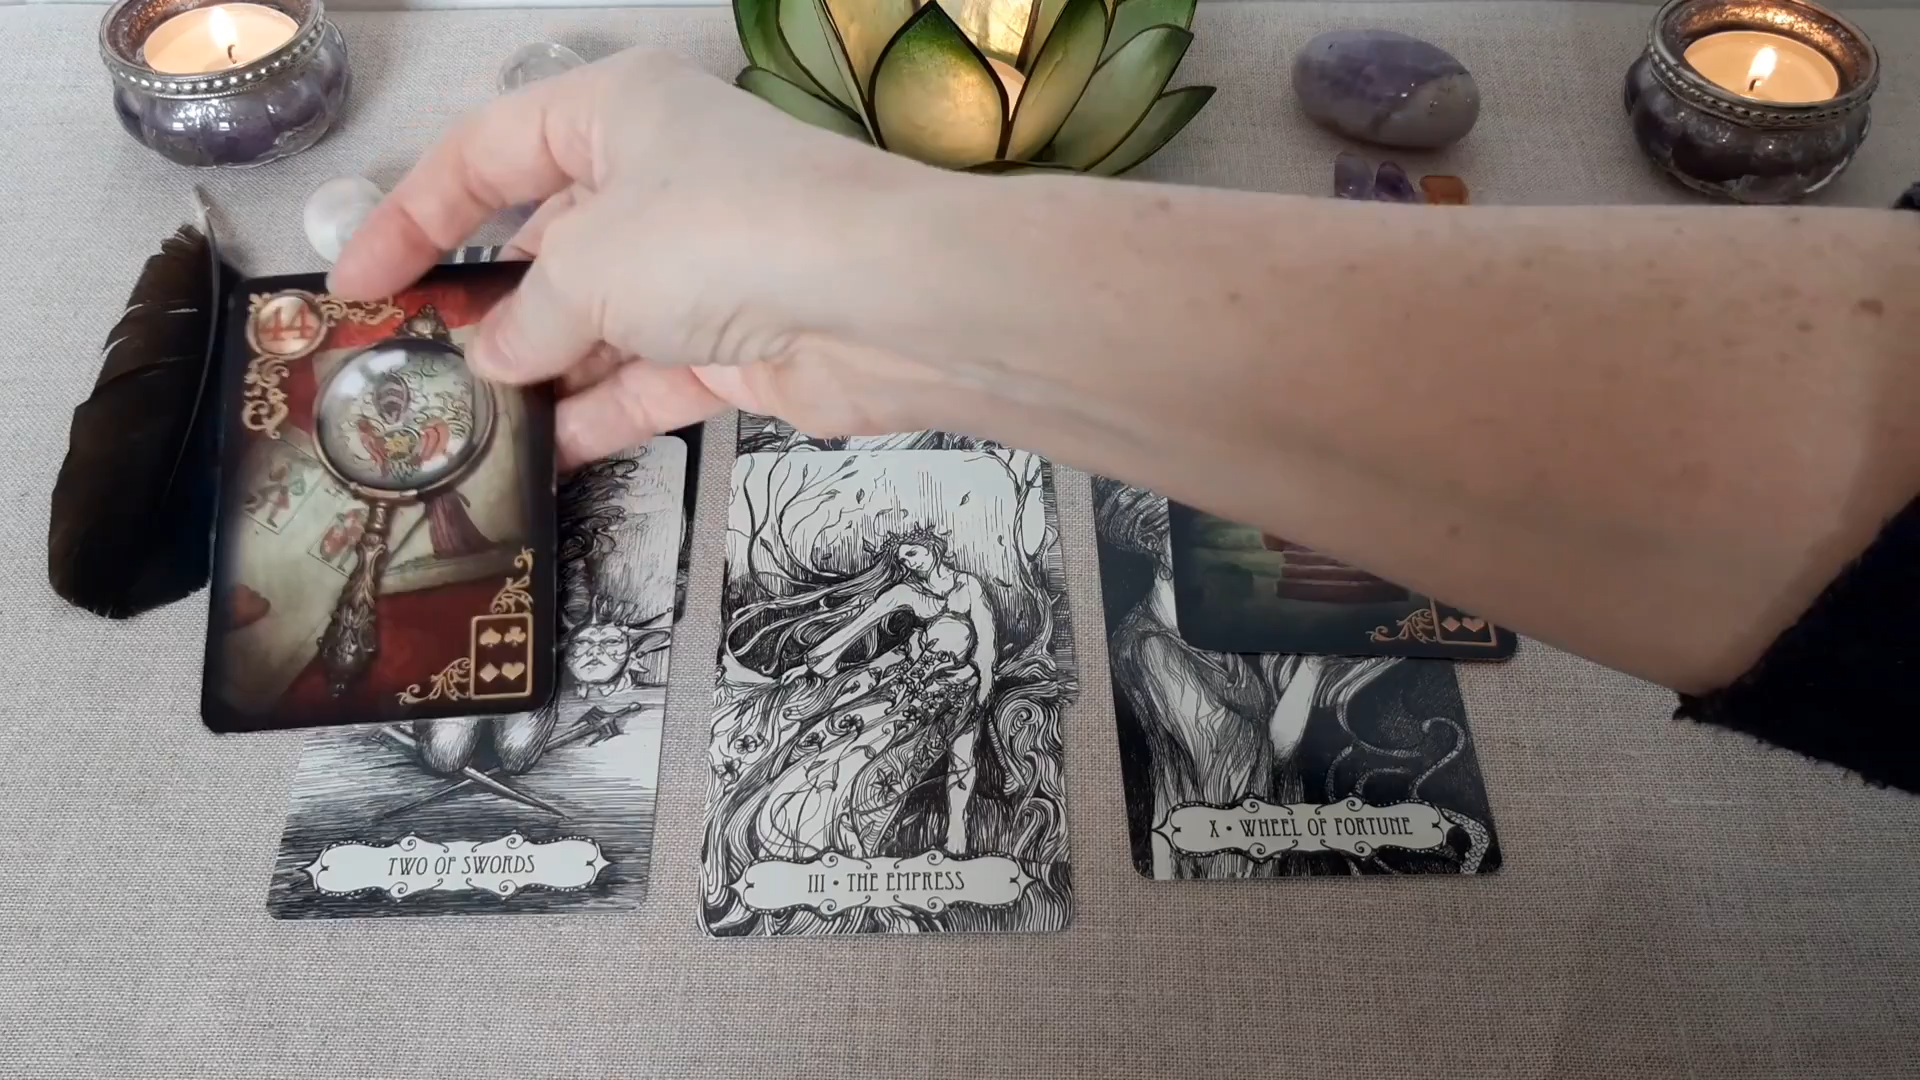 44
TWO OF SWORDS
III • THE EMPRESS
X • WHEEL OF FORTUNE